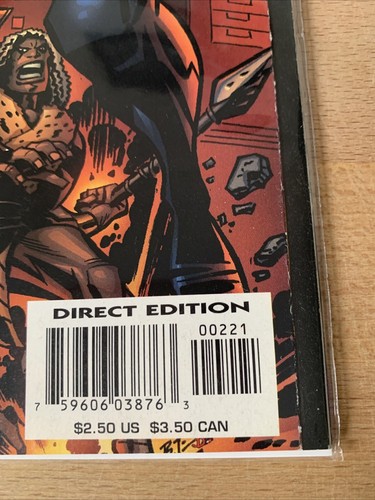 DIRECT EDITION
00221
7 59606 03876 3
$2.50 US $3.50 CAN